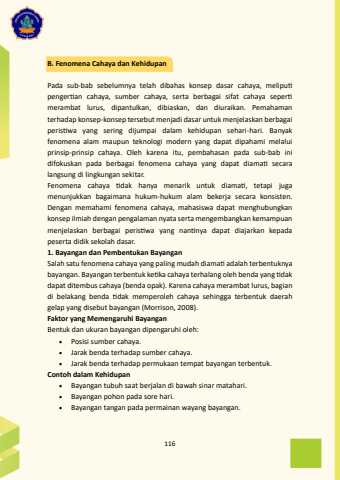 B. Fenomena Cahaya dan Kehidupan
Pada sub-bab sebelumnya telah dibahas konsep dasar cahaya, meliputi
pengertian cahaya, sumber cahaya, serta berbagai sifat cahaya seperti
merambat lurus, dipantulkan, dibiaskan, dan diuraikan. Pemahaman
terhadap konsep-konsep tersebut menjadi dasar untuk menjelaskan berbagai
peristiwa yang sering dijumpai dalam kehidupan sehari-hari. Banyak
fenomena alam maupun teknologi modern yang dapat dipahami melalui
prinsip-prinsip cahaya. Oleh karena itu, pembahasan pada sub-bab ini
difokuskan pada berbagai fenomena cahaya yang dapat diamati secara
langsung di lingkungan sekitar.
Fenomena cahaya tidak hanya menarik untuk diamati, tetapi juga
menunjukkan bagaimana hukum-hukum alam bekerja secara konsisten.
Dengan memahami fenomena cahaya, mahasiswa dapat menghubungkan
konsep ilmiah dengan pengalaman nyata serta mengembangkan kemampuan
menjelaskan berbagai peristiwa yang nantinya dapat diajarkan kepada
peserta didik sekolah dasar.
1. Bayangan dan Pembentukan Bayangan
Salah satu fenomena cahaya yang paling mudah diamati adalah terbentuknya
bayangan. Bayangan terbentuk ketika cahaya terhalang oleh benda yang tidak
dapat ditembus cahaya (benda opak). Karena cahaya merambat lurus, bagian
di belakang benda tidak memperoleh cahaya sehingga terbentuk daerah
gelap yang disebut bayangan (Morrison, 2008).
Faktor yang Memengaruhi Bayangan
Bentuk dan ukuran bayangan dipengaruhi oleh:
• Posisi sumber cahaya.
• Jarak benda terhadap sumber cahaya.
• Jarak benda terhadap permukaan tempat bayangan terbentuk.
Contoh dalam Kehidupan
• Bayangan tubuh saat berjalan di bawah sinar matahari.
• Bayangan pohon pada sore hari.
• Bayangan tangan pada permainan wayang bayangan.
116